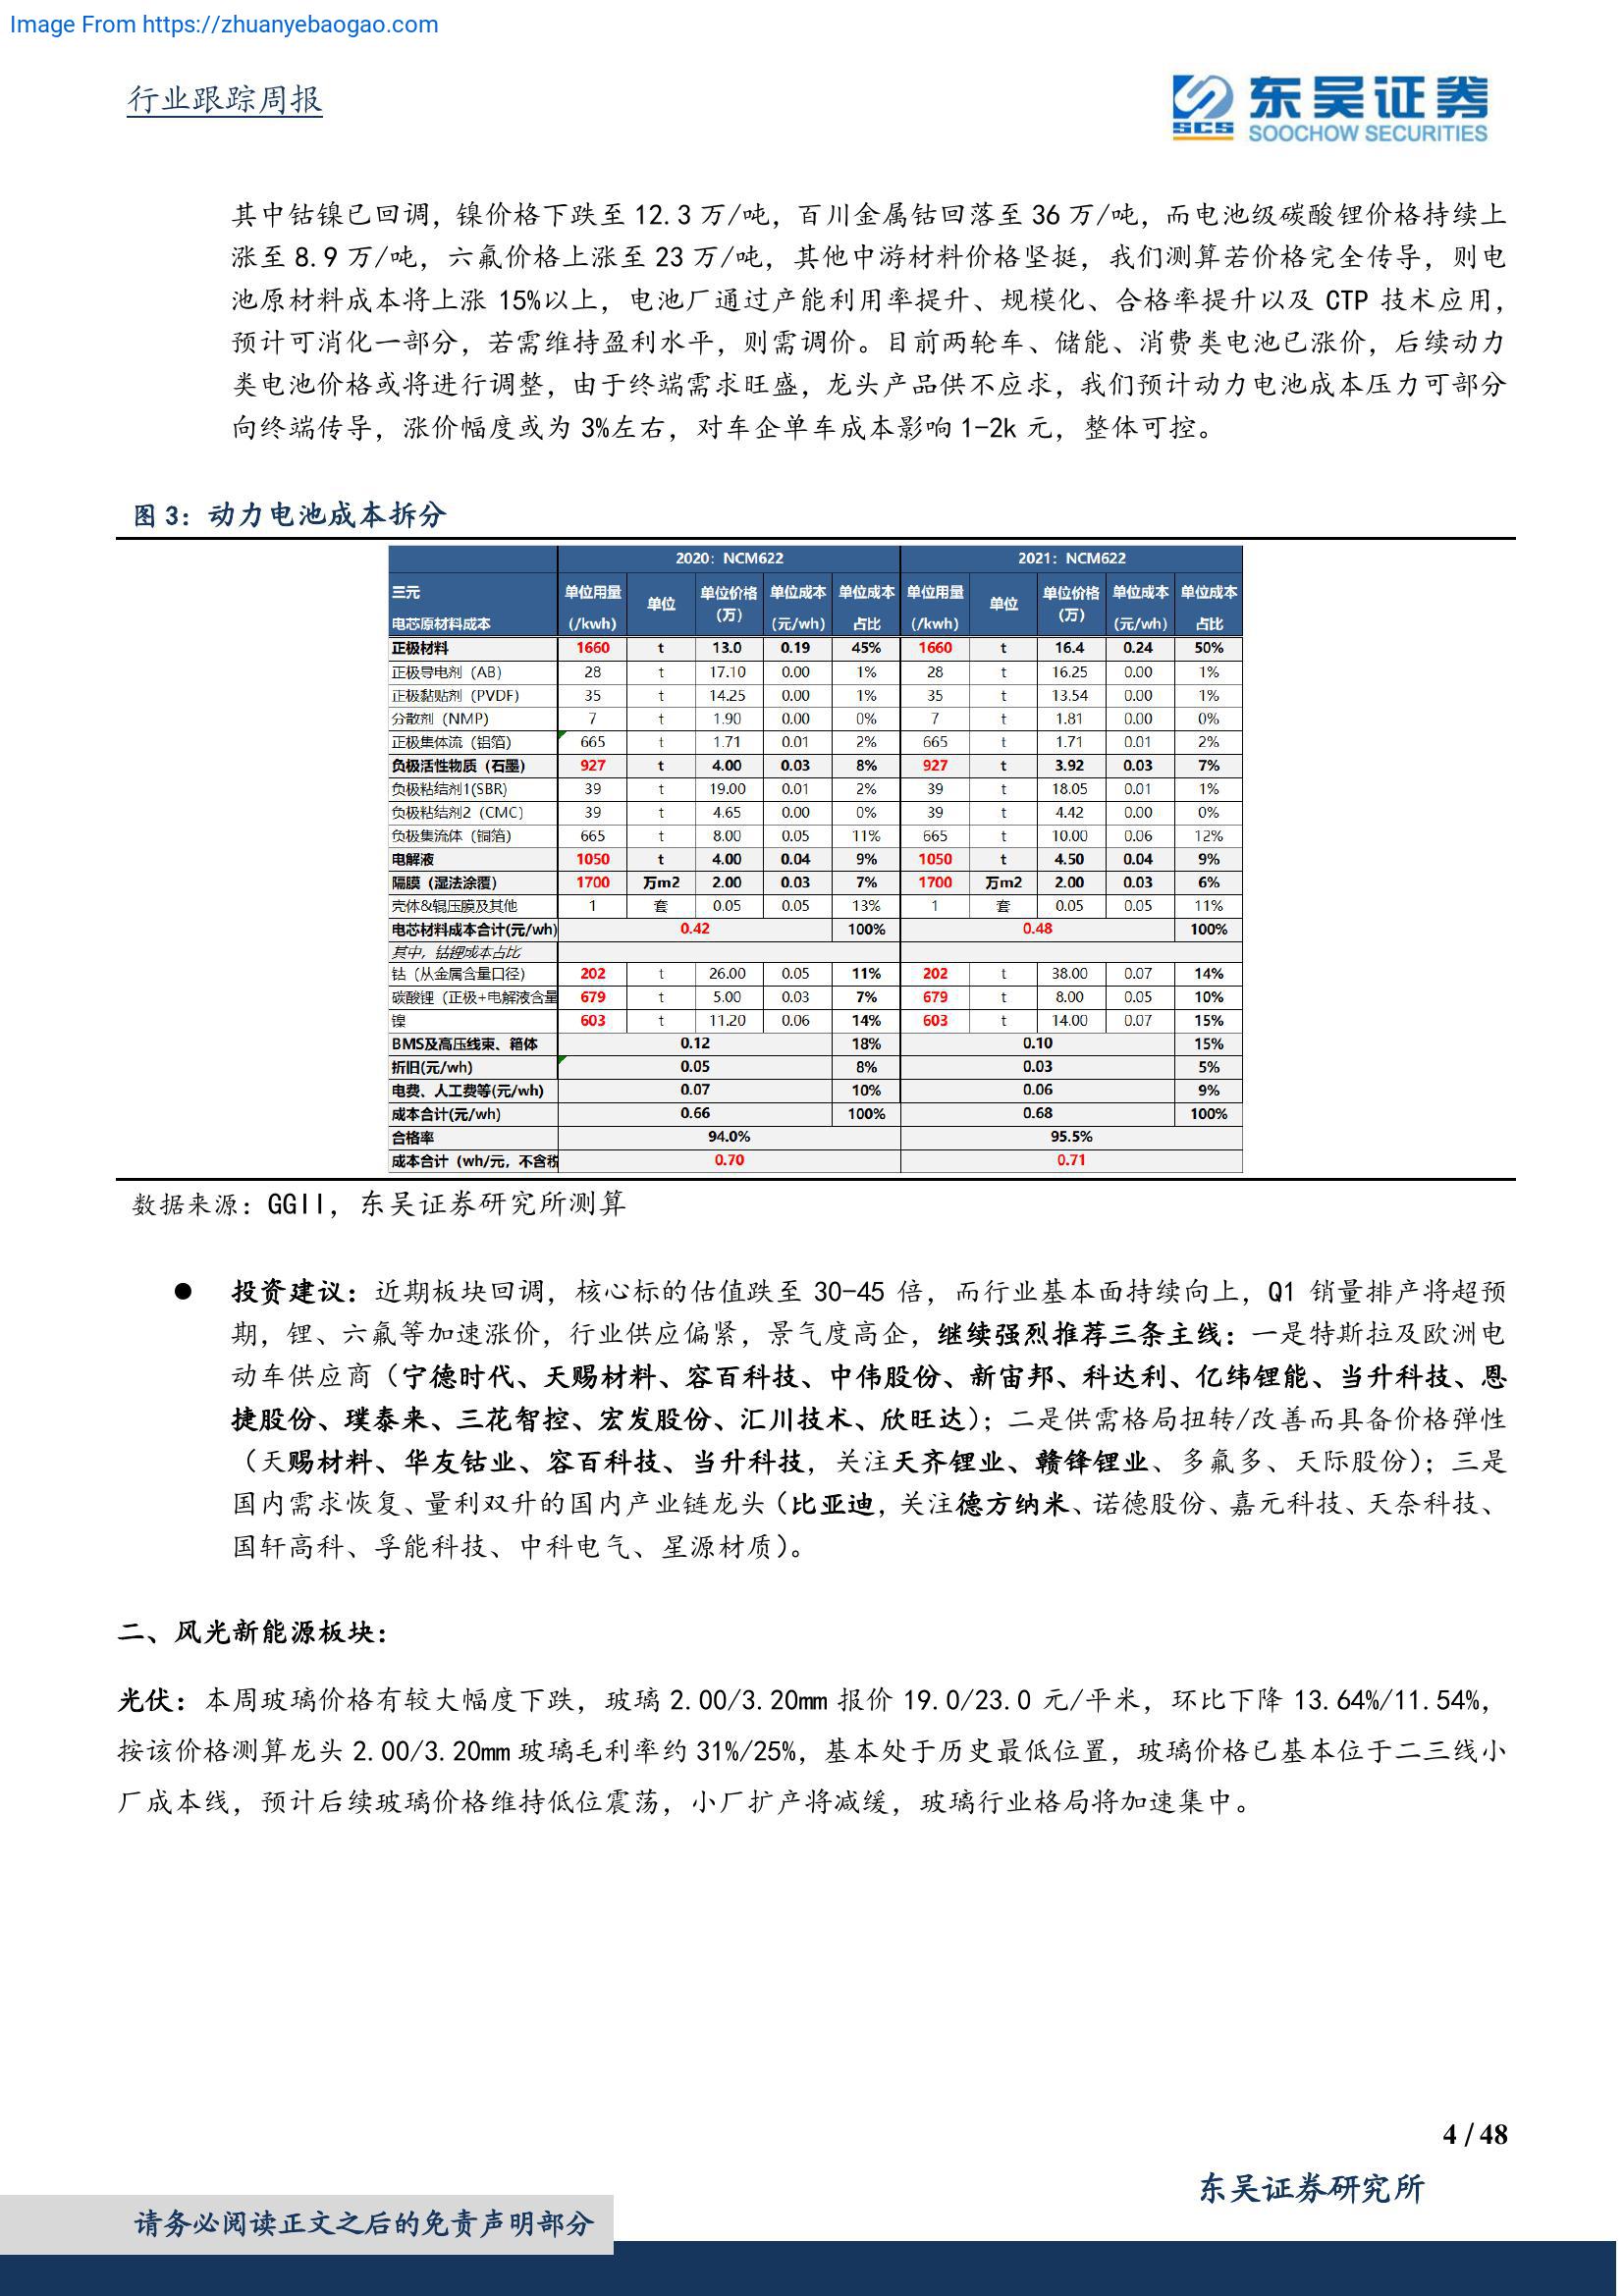 Image From https://zhuanyebaogao.com
行业跟踪周报
东吴证券
SCS
SOOCHOW SECURITIES
其中钴镍已回调，镍价格下跌至 12.3 万/吨，百川金属钴回落至 36 万/吨，而电池级碳酸锂价格持续上
涨至 8.9 万/吨，六氟价格上涨至 23 万/吨，其他中游材料价格坚挺，我们测算若价格完全传导，则电
池原材料成本将上涨 15%以上，电池厂通过产能利用率提升、规模化、合格率提升以及 CTP 技术应用，
预计可消化一部分，若需维持盈利水平，则需调价。目前两轮车、储能、消费类电池已涨价，后续动力
类电池价格或将进行调整，由于终端需求旺盛，龙头产品供不应求，我们预计动力电池成本压力可部分
向终端传导，涨价幅度或为 3%左右，对车企单车成本影响 1-2k 元，整体可控。
图 3：动力电池成本拆分
2020：NCM622 2021：NCM622
三元 电芯原材料成本 单位用量(/kwh) 单位 单位价格(万) 单位成本(元/wh) 单位成本占比 单位用量(/kwh) 单位 单位价格(万) 单位成本(元/wh) 单位成本占比
正极材料 1660 t 13.0 0.19 45% 1660 t 16.4 0.24 50%
正极导电剂（AB） 28 t 17.10 0.00 1% 28 t 16.25 0.00 1%
正极黏贴剂（PVDF） 35 t 14.25 0.00 1% 35 t 13.54 0.00 1%
分散剂（NMP） 7 t 1.90 0.00 0% 7 t 1.81 0.00 0%
正极集体流（铝箔） 665 t 1.71 0.01 2% 665 t 1.71 0.01 2%
负极活性物质（石墨） 927 t 4.00 0.03 8% 927 t 3.92 0.03 7%
负极粘结剂1(SBR) 39 t 19.00 0.01 2% 39 t 18.05 0.01 1%
负极粘结剂2（CMC） 39 t 4.65 0.00 0% 39 t 4.42 0.00 0%
负极集流体（铜箔） 665 t 8.00 0.05 11% 665 t 10.00 0.06 12%
电解液 1050 t 4.00 0.04 9% 1050 t 4.50 0.04 9%
隔膜（湿法涂覆） 1700 万m2 2.00 0.03 7% 1700 万m2 2.00 0.03 6%
壳体&辊压膜及其他 1 套 0.05 0.05 13% 1 套 0.05 0.05 11%
电芯材料成本合计(元/wh) 0.42 100% 0.48 100%
其中，钴锂成本占比
钴（从金属含量口径） 202 t 26.00 0.05 11% 202 t 38.00 0.07 14%
碳酸锂（正极+电解液含量 679 t 5.00 0.03 7% 679 t 8.00 0.05 10%
镍 603 t 11.20 0.06 14% 603 t 14.00 0.07 15%
BMS及高压线束、箱体 0.12 18% 0.10 15%
折旧(元/wh) 0.05 8% 0.03 5%
电费、人工费等(元/wh) 0.07 10% 0.06 9%
成本合计(元/wh) 0.66 100% 0.68 100%
合格率 94.0% 95.5%
成本合计（wh/元，不含税 0.70 0.71
数据来源：GGII，东吴证券研究所测算
● 投资建议：近期板块回调，核心标的估值跌至 30-45 倍，而行业基本面持续向上，Q1 销量排产将超预
期，锂、六氟等加速涨价，行业供应偏紧，景气度高企，继续强烈推荐三条主线：一是特斯拉及欧洲电
动车供应商（宁德时代、天赐材料、容百科技、中伟股份、新宙邦、科达利、亿纬锂能、当升科技、恩
捷股份、璞泰来、三花智控、宏发股份、汇川技术、欣旺达）；二是供需格局扭转/改善而具备价格弹性
（天赐材料、华友钴业、容百科技、当升科技，关注天齐锂业、赣锋锂业、多氟多、天际股份）；三是
国内需求恢复、量利双升的国内产业链龙头（比亚迪，关注德方纳米、诺德股份、嘉元科技、天奈科技、
国轩高科、孚能科技、中科电气、星源材质）。
二、风光新能源板块：
光伏：本周玻璃价格有较大幅度下跌，玻璃 2.00/3.20mm 报价 19.0/23.0 元/平米，环比下降 13.64%/11.54%，
按该价格测算龙头 2.00/3.20mm 玻璃毛利率约 31%/25%，基本处于历史最低位置，玻璃价格已基本位于二三线小
厂成本线，预计后续玻璃价格维持低位震荡，小厂扩产将减缓，玻璃行业格局将加速集中。
4 / 48
东吴证券研究所
请务必阅读正文之后的免责声明部分